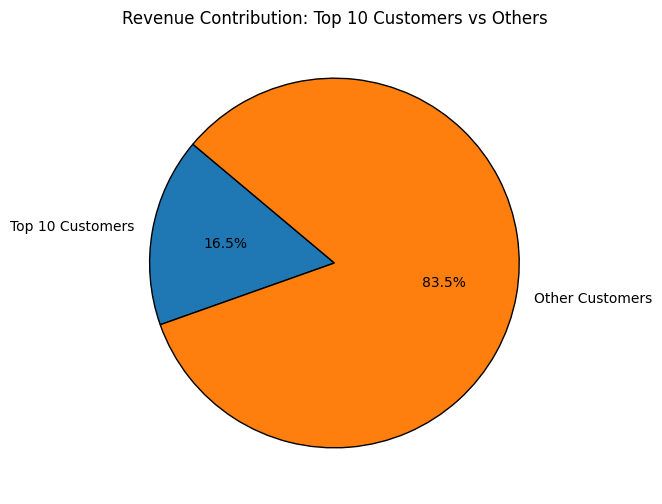 Revenue Contribution: Top 10 Customers vs Others
Top 10 Customers
16.5%
83.5%
Other Customers